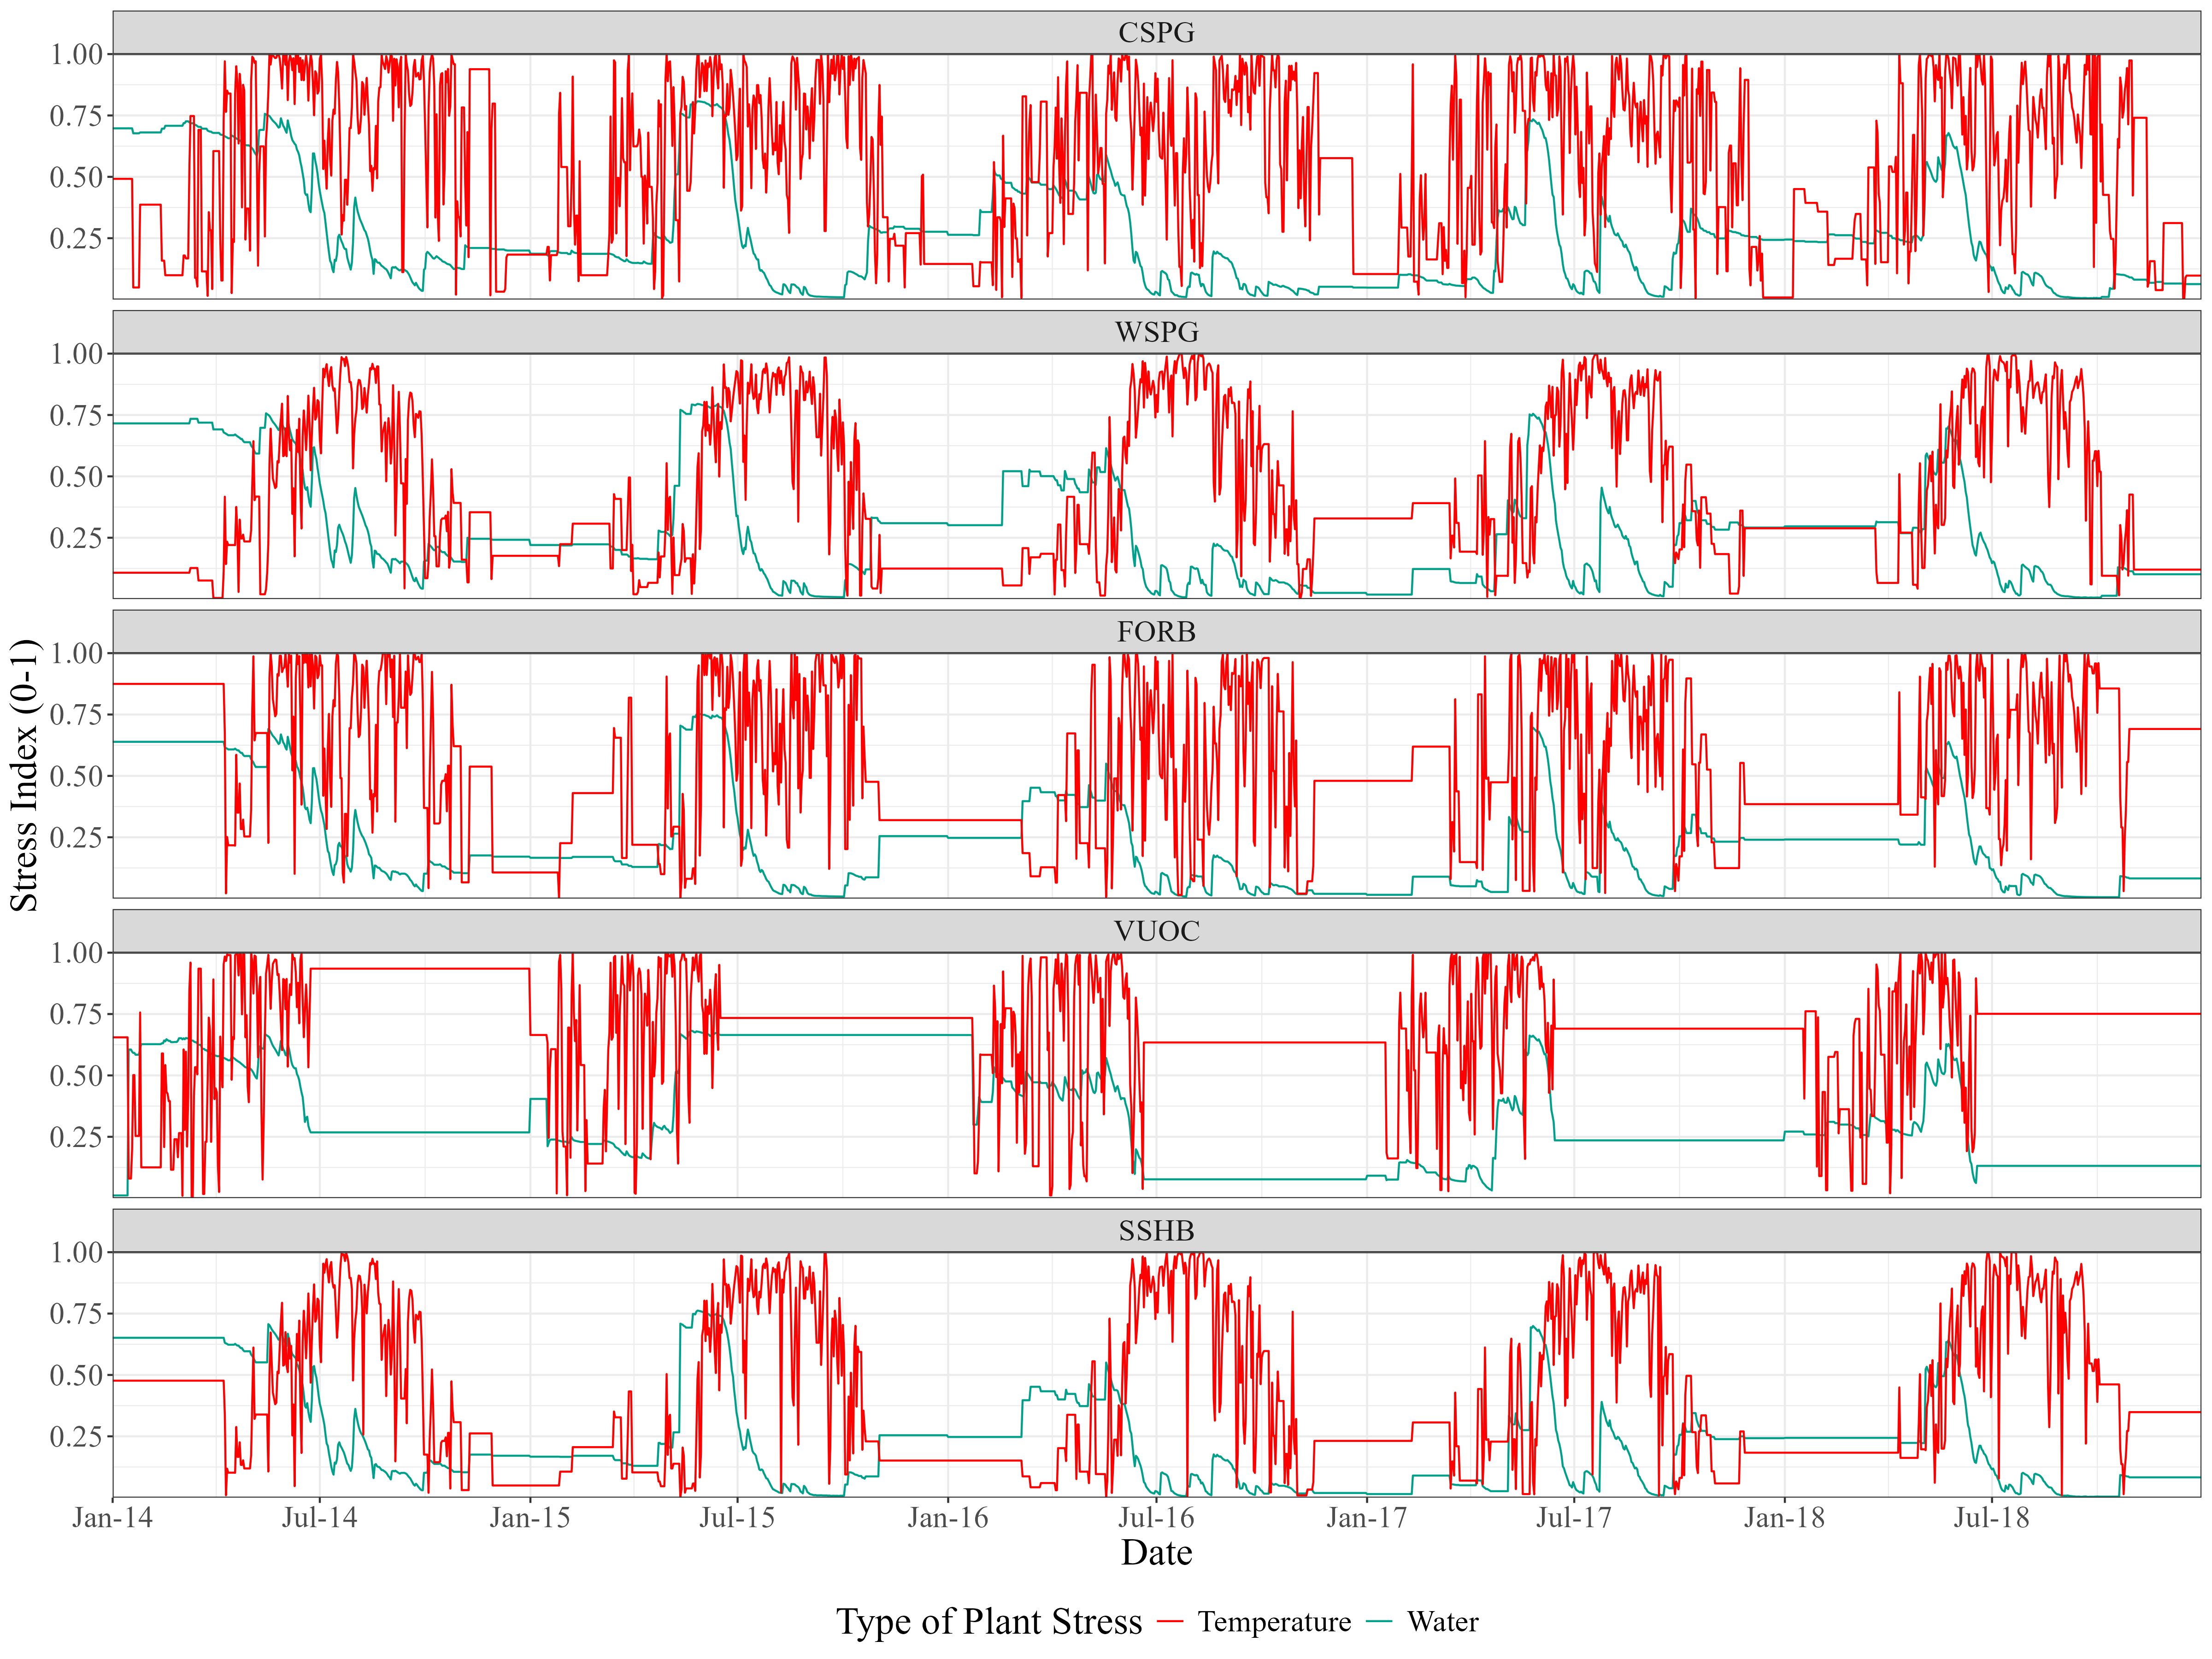 CSPG
1.00
0.75
0.50
0.25
WSPG
1.00
0.75
0.50
0.25
Stress Index (0-1)
FORB
1.00
0.75
0.50
0.25
VUOC
1.00
0.75
0.50
0.25
SSHB
1.00
0.75
0.50
0.25
Jan-14 Jul-14 Jan-15 Jul-15 Jan-16 Jul-16 Jan-17 Jul-17 Jan-18 Jul-18
Date
Type of Plant Stress Temperature Water